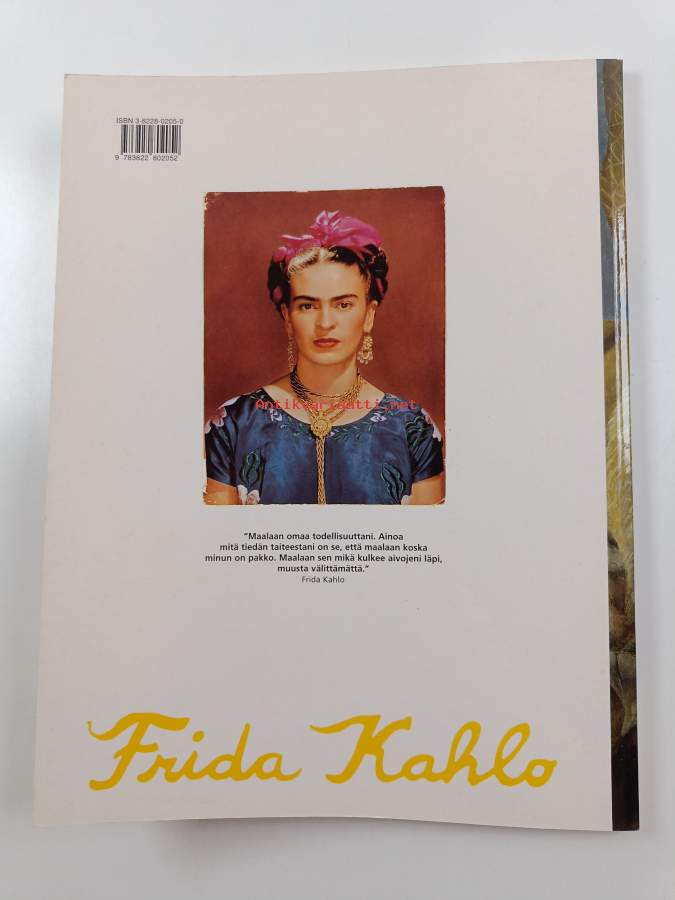 ISBN 3-8228-0205-0
9 783822 802052
Antikvariaatti.net
"Maalaan omaa todellisuuttani. Ainoa
mitä tiedän taiteestani on se, että maalaan koska
minun on pakko. Maalaan sen mikä kulkee aivojeni läpi,
muusta välittämättä."
Frida Kahlo
Frida Kahlo